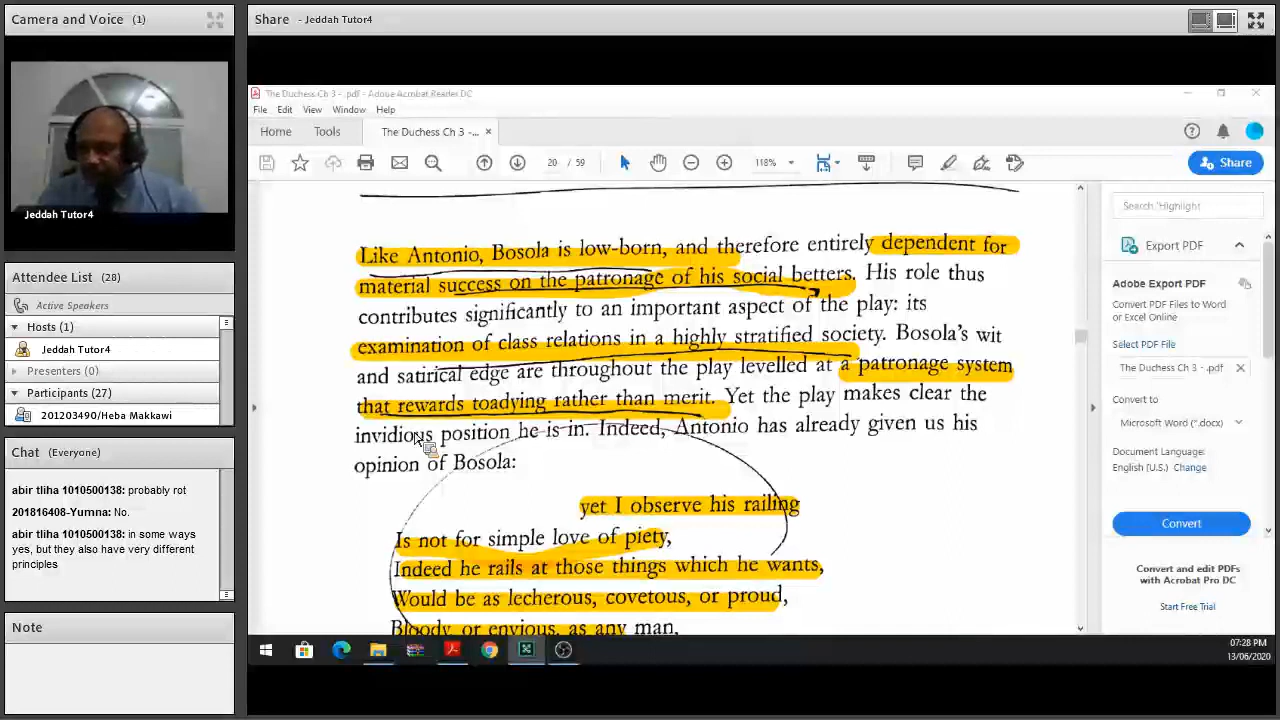 Camera and Voice (1)
Share - Jeddah Tutor4
Jeddah Tutor4
Attendee List (28)
Active Speakers
Hosts (1)
Jeddah Tutor4
Presenters (0)
Participants (27)
201203490/Heba Makkawi
Chat (Everyone)
abir tliha 1010500138: probably rot
201816408-Yumna: No.
abir tliha 1010500138: in some ways
yes, but they also have very different
principles
Note
The Duchess Ch 3 - .pdf - Adobe Acrobat Reader DC
File Edit View Window Help
Home Tools The Duchess Ch 3 -... ×
20 / 59
118%
Share
Like Antonio, Bosola is low-born, and therefore entirely dependent for
material success on the patronage of his social betters. His role thus
contributes significantly to an important aspect of the play: its
examination of class relations in a highly stratified society. Bosola's wit
and satirical edge are throughout the play levelled at a patronage system
that rewards toadying rather than merit. Yet the play makes clear the
invidious position he is in. Indeed, Antonio has already given us his
opinion of Bosola:
yet I observe his railing
Is not for simple love of piety,
Indeed he rails at those things which he wants,
Would be as lecherous, covetous, or proud,
Bloody or envious, as any man,
Search 'Highlight
Export PDF
Adobe Export PDF
Convert PDF Files to Word
or Excel Online
Select PDF File
The Duchess Ch 3 - .pdf
Convert to
Microsoft Word (*.docx)
Document Language:
English (U.S.) Change
Convert
Convert and edit PDFs
with Acrobat Pro DC
Start Free Trial
07:28 PM
13/06/2020